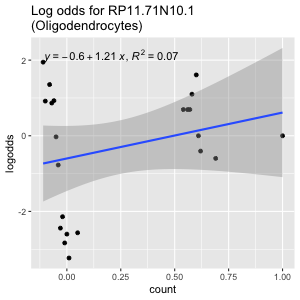 Log odds for RP11.71N10.1
(Oligodendrocytes)
y = −0.6 + 1.21 x, R² = 0.07
2
0
-2
logodds
0.00 0.25 0.50 0.75 1.00
count